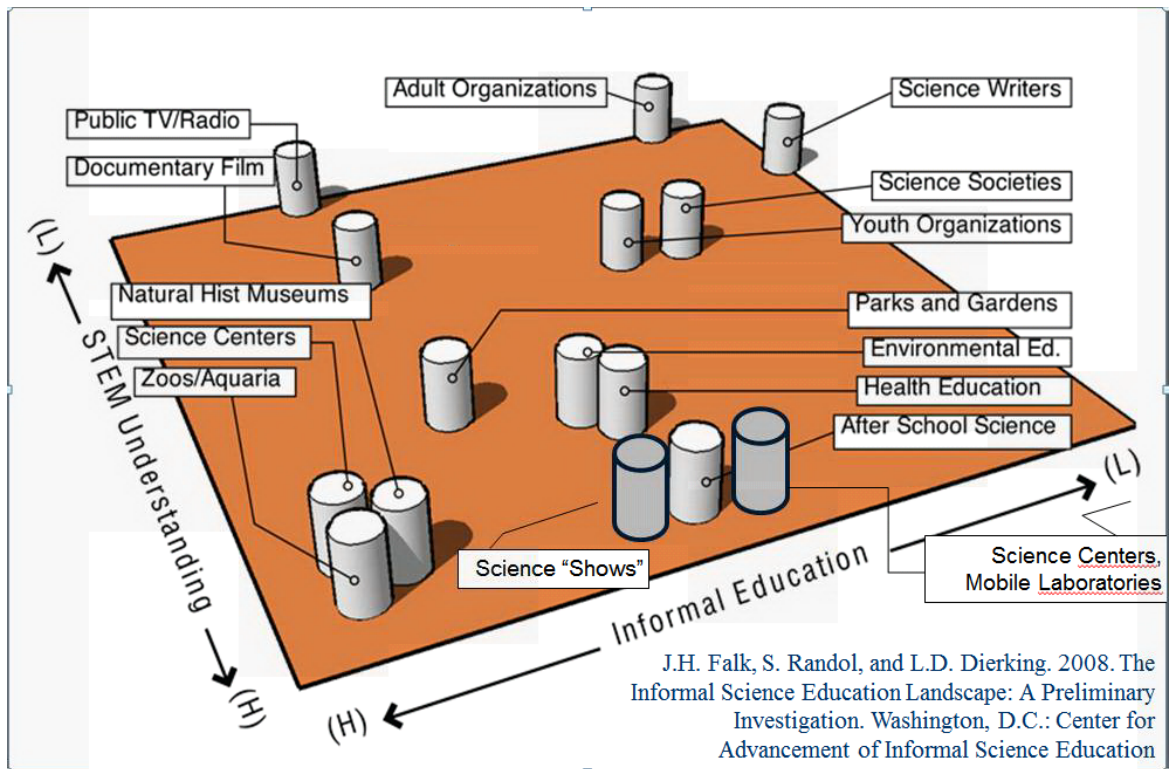 Adult Organizations
Science Writers
Public TV/Radio
Documentary Film
Science Societies
Youth Organizations
(L)
Natural Hist Museums
Parks and Gardens
Science Centers
Environmental Ed.
Zoos/Aquaria
Health Education
STEM Understanding
After School Science
(L)
Science “Shows”
Science Centers,
Mobile Laboratories
Informal Education
(H)
(H)
J.H. Falk, S. Randol, and L.D. Dierking. 2008. The
Informal Science Education Landscape: A Preliminary
Investigation. Washington, D.C.: Center for
Advancement of Informal Science Education